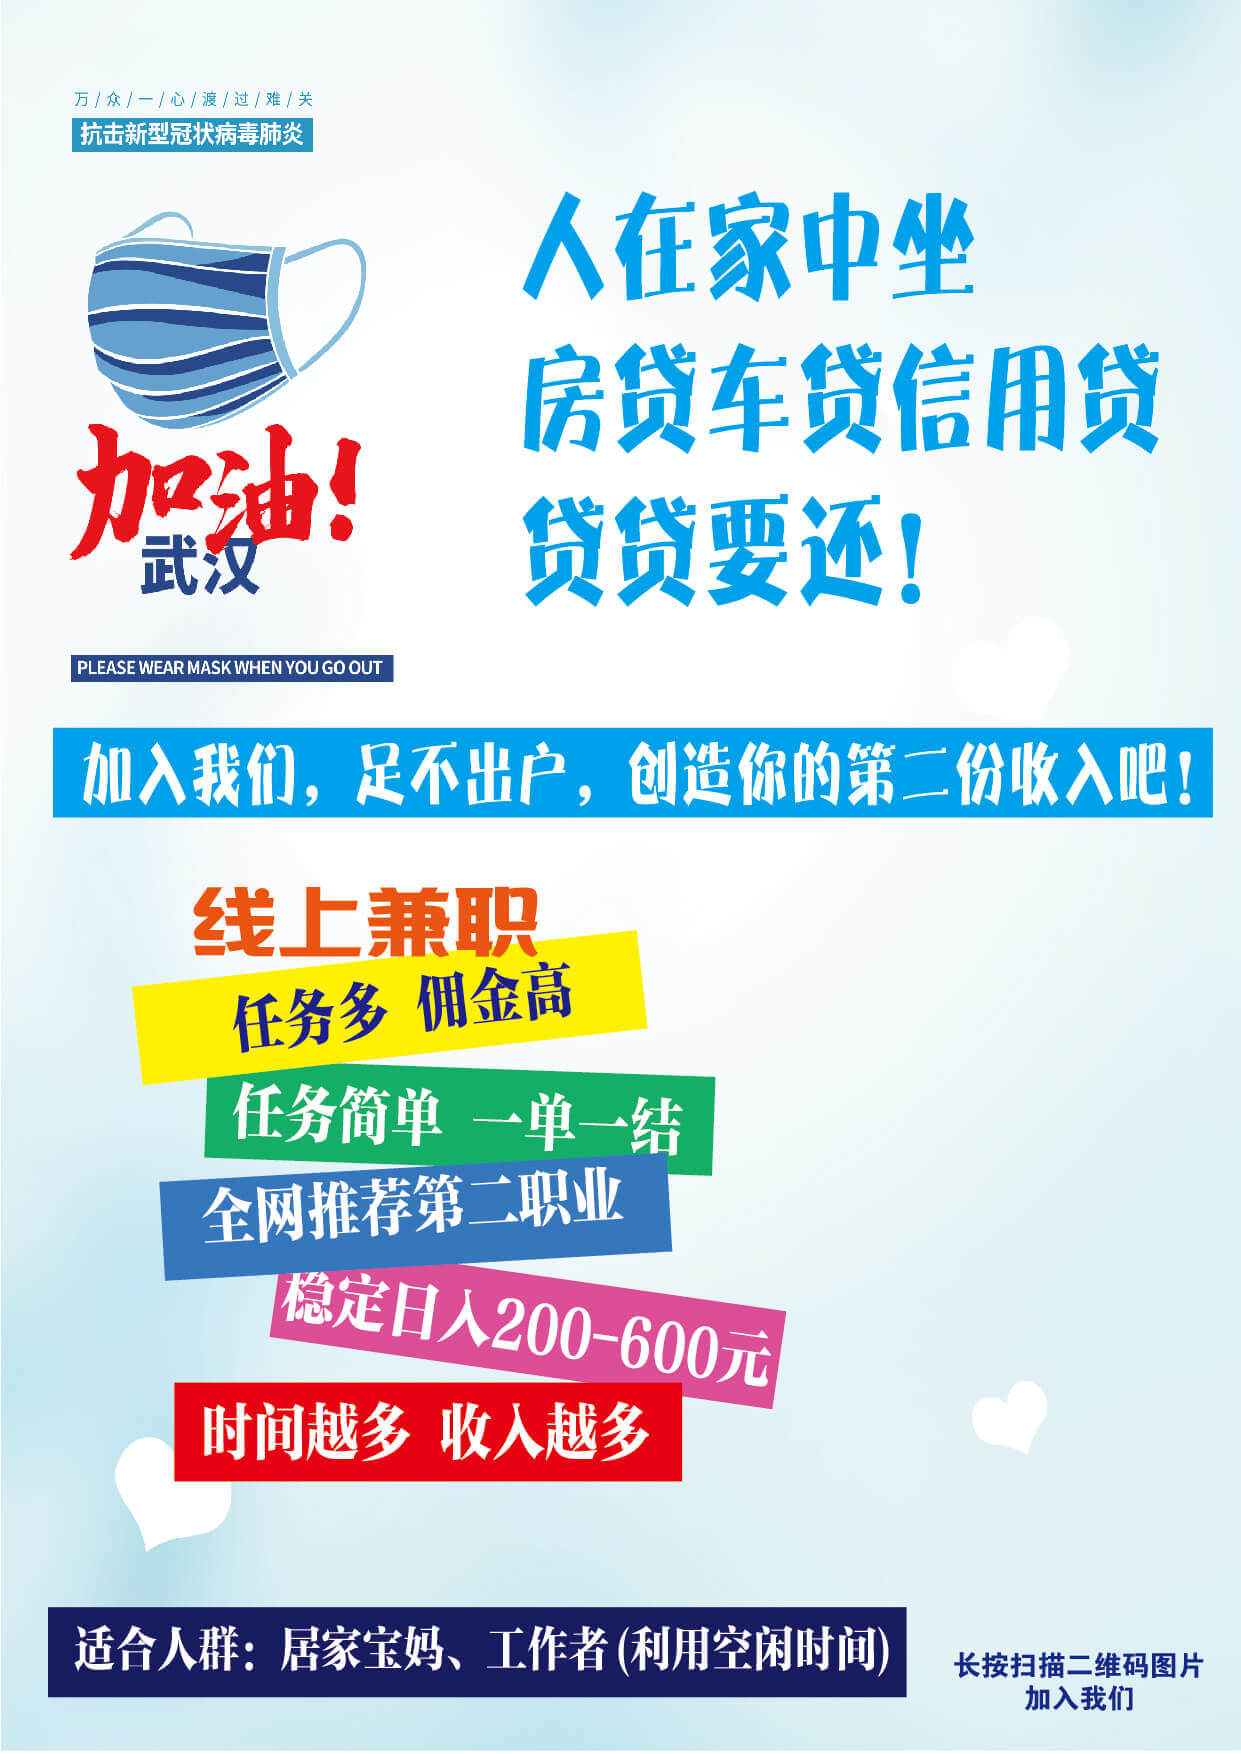 万/众/一/心/渡/过/难/关
抗击新型冠状病毒肺炎
加油!
武汉
PLEASE WEAR MASK WHEN YOU GO OUT
人在家中坐
房贷车贷信用贷
贷贷要还!
加入我们,足不出户,创造你的第二份收入吧!
线上兼职
任务多 佣金高
任务简单 一单一结
全网推荐第二职业
稳定日入200-600元
时间越多 收入越多
适合人群:居家宝妈、工作者(利用空闲时间)
长按扫描二维码图片
加入我们